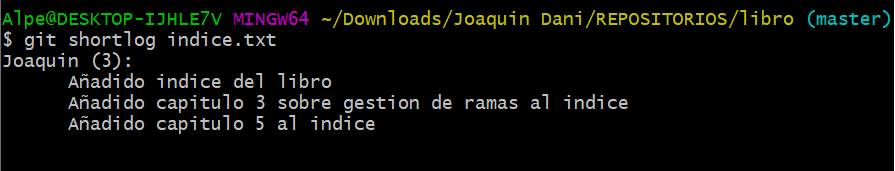 Alpe@DESKTOP-IJHLE7V MINGW64 ~/Downloads/Joaquin Dani/REPOSITORIOS/libro (master)
$ git shortlog indice.txt
Joaquin (3):
      Añadido indice del libro
      Añadido capitulo 3 sobre gestion de ramas al indice
      Añadido capitulo 5 al indice